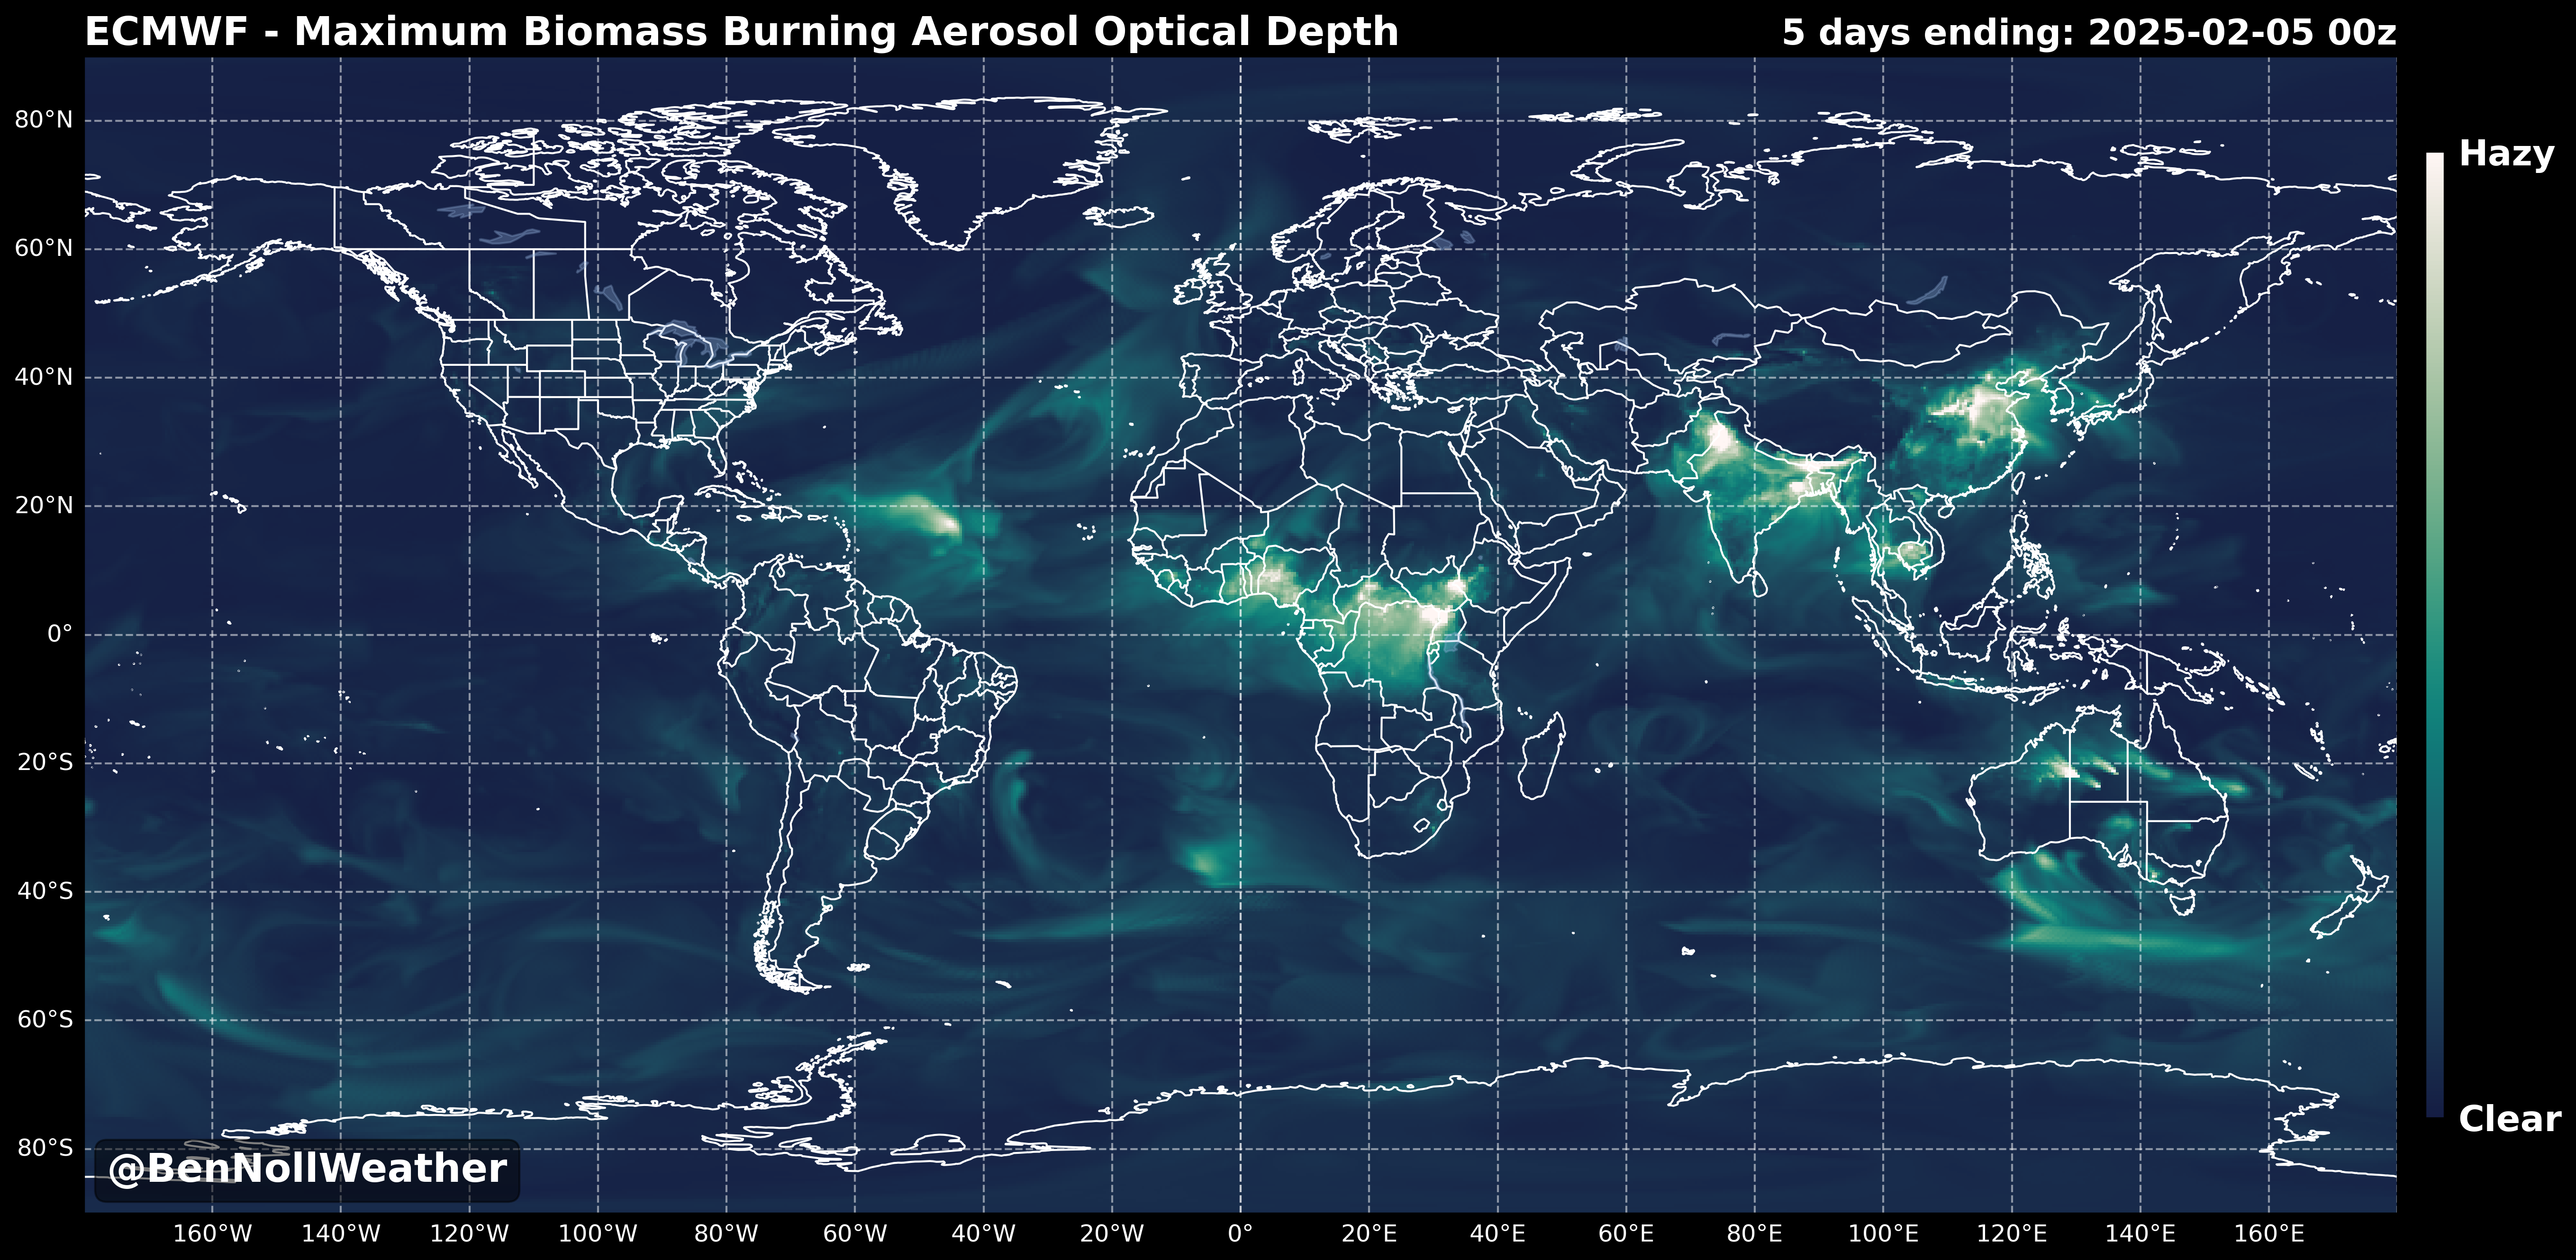 ECMWF - Maximum Biomass Burning Aerosol Optical Depth
5 days ending: 2025-02-05 00z
Hazy
Clear
80°N
60°N
40°N
20°N
0°
20°S
40°S
60°S
80°S
@BenNollWeather
160°W 140°W 120°W 100°W 80°W 60°W 40°W 20°W 0° 20°E 40°E 60°E 80°E 100°E 120°E 140°E 160°E